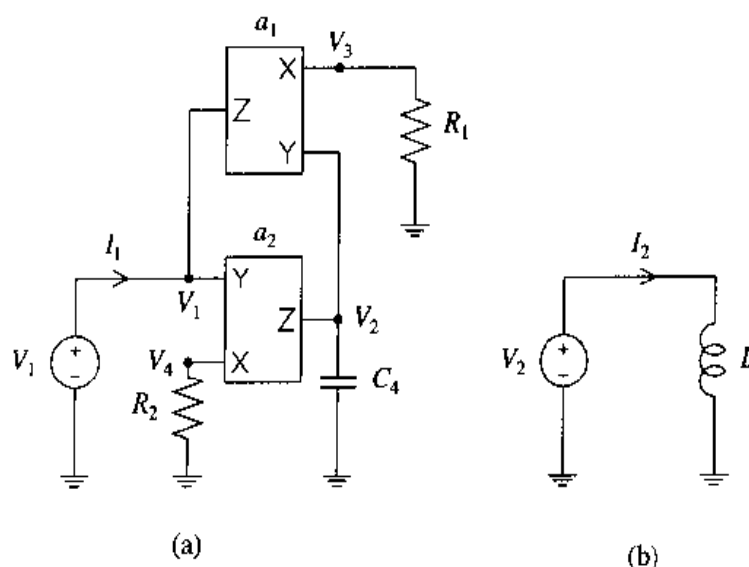 a₁
X
V₃
Z
R₁
Y
I₁
a₂
I₂
Y
V₁
Z
V₂
V₁
+
−
V₄
X
C₄
V₂
+
−
L
R₂
(a)
(b)